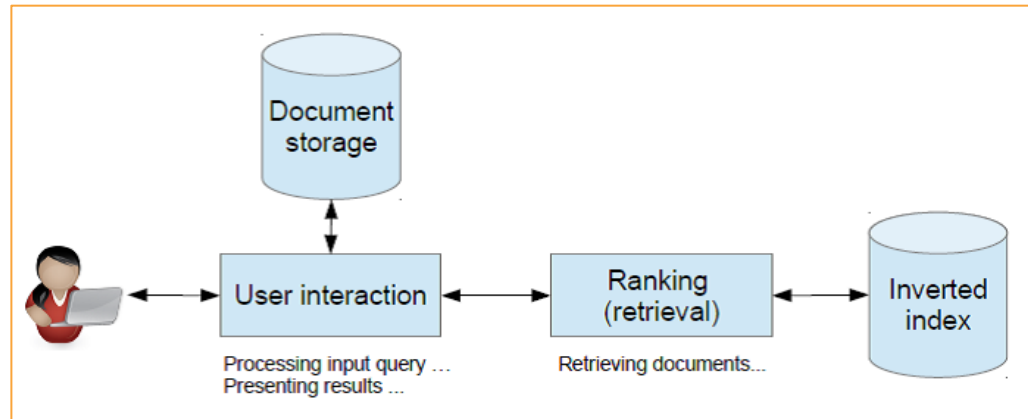 Document
storage
User interaction
Ranking
(retrieval)
Inverted
index
Processing input query …
Presenting results ...
Retrieving documents...